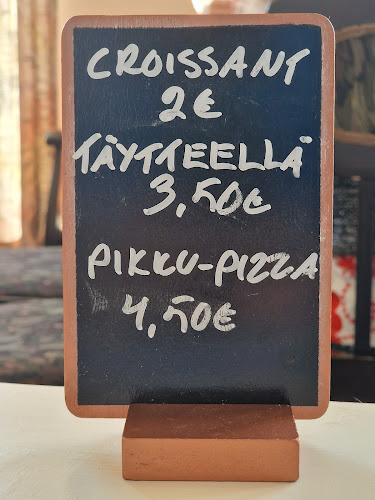 CROISSANT
2€
TÄYTTEELLÄ
3,50€
PIKKU-PIZZA
4,50€